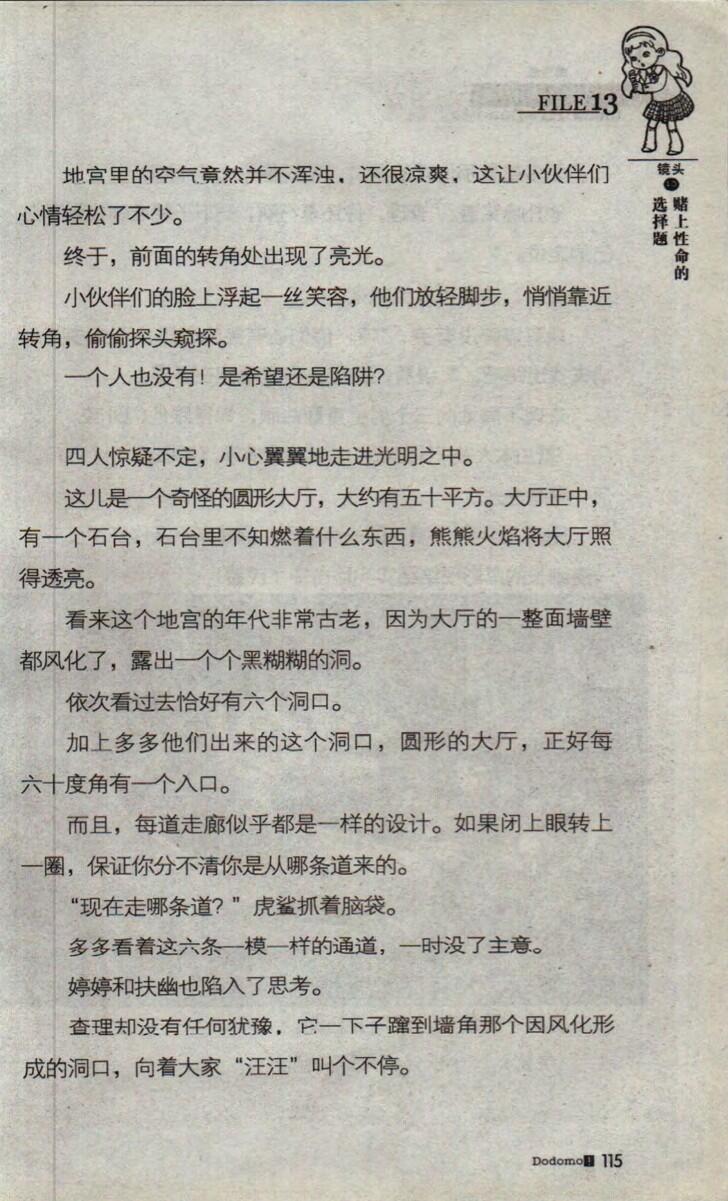 FILE 13
镜头
赌上性命的
选择题
地宫里的空气竟然并不浑浊，还很凉爽，这让小伙伴们
心情轻松了不少。
终于，前面的转角处出现了亮光。
小伙伴们的脸上浮起一丝笑容，他们放轻脚步，悄悄靠近
转角，偷偷探头窥探。
一个人也没有！是希望还是陷阱？
四人惊疑不定，小心翼翼地走进光明之中。
这儿是一个奇怪的圆形大厅，大约有五十平方。大厅正中，
有一个石台，石台里不知燃着什么东西，熊熊火焰将大厅照
得透亮。
看来这个地宫的年代非常古老，因为大厅的一整面墙壁
都风化了，露出一个个黑糊糊的洞。
依次看过去恰好有六个洞口。
加上多多他们出来的这个洞口，圆形的大厅，正好每
六十度角有一个入口。
而且，每道走廊似乎都是一样的设计。如果闭上眼转上
一圈，保证你分不清你是从哪条道来的。
“现在走哪条道？”虎鲨抓着脑袋。
多多看着这六条一模一样的通道，一时没了主意。
婷婷和扶幽也陷入了思考。
查理却没有任何犹豫，它一下子蹿到墙角那个因风化形
成的洞口，向着大家“汪汪”叫个不停。
Dodomo1 115